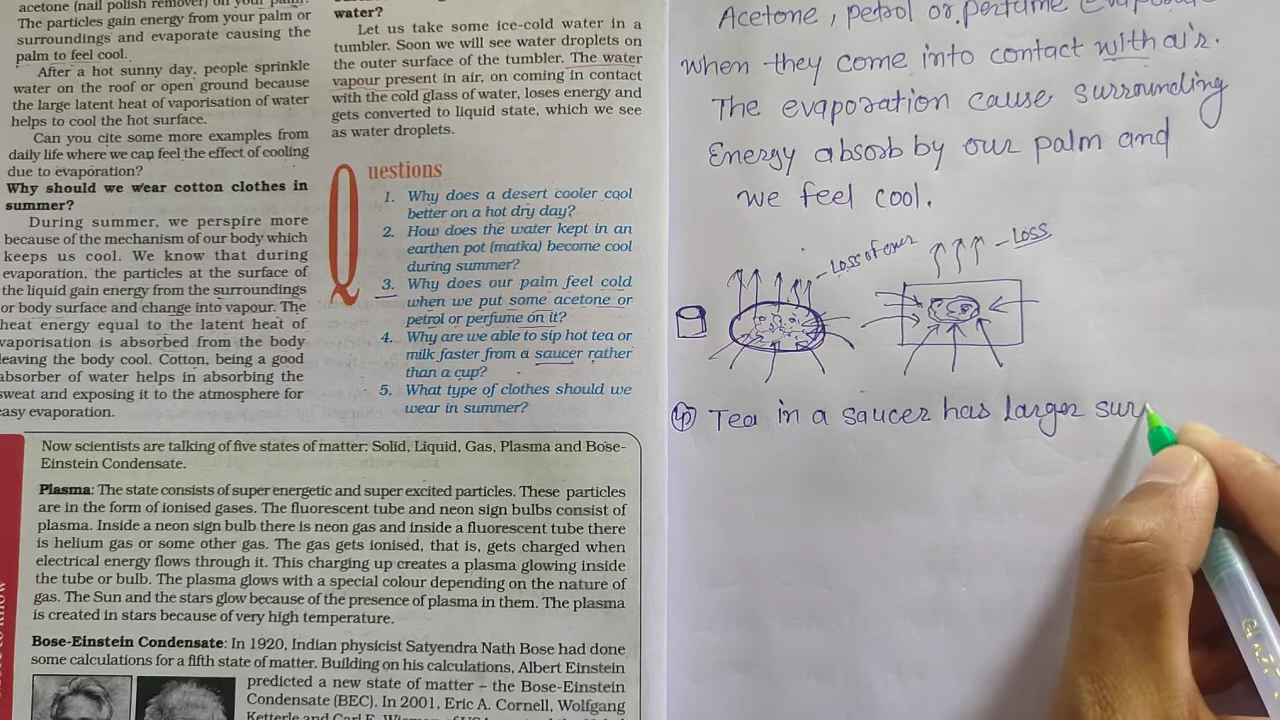 acetone (nail polish remover) on your palm.
The particles gain energy from your palm or
surroundings and evaporate causing the
palm to feel cool.
After a hot sunny day, people sprinkle
water on the roof or open ground because
the large latent heat of vaporisation of water
helps to cool the hot surface.
Can you cite some more examples from
daily life where we can feel the effect of cooling
due to evaporation?
Why should we wear cotton clothes in
summer?
During summer, we perspire more
because of the mechanism of our body which
keeps us cool. We know that during
evaporation, the particles at the surface of
the liquid gain energy from the surroundings
or body surface and change into vapour. The
heat energy equal to the latent heat of
vaporisation is absorbed from the body
leaving the body cool. Cotton, being a good
absorber of water helps in absorbing the
sweat and exposing it to the atmosphere for
easy evaporation.
water?
Let us take some ice-cold water in a
tumbler. Soon we will see water droplets on
the outer surface of the tumbler. The water
vapour present in air, on coming in contact
with the cold glass of water, loses energy and
gets converted to liquid state, which we see
as water droplets.
Questions
1. Why does a desert cooler cool
better on a hot dry day?
2. How does the water kept in an
earthen pot (matka) become cool
during summer?
3. Why does our palm feel cold
when we put some acetone or
petrol or perfume on it?
4. Why are we able to sip hot tea or
milk faster from a saucer rather
than a cup?
5. What type of clothes should we
wear in summer?
Now scientists are talking of five states of matter: Solid, Liquid, Gas, Plasma and Bose-
Einstein Condensate.
Plasma: The state consists of super energetic and super excited particles. These particles
are in the form of ionised gases. The fluorescent tube and neon sign bulbs consist of
plasma. Inside a neon sign bulb there is neon gas and inside a fluorescent tube there
is helium gas or some other gas. The gas gets ionised, that is, gets charged when
electrical energy flows through it. This charging up creates a plasma glowing inside
the tube or bulb. The plasma glows with a special colour depending on the nature of
gas. The Sun and the stars glow because of the presence of plasma in them. The plasma
is created in stars because of very high temperature.
Bose-Einstein Condensate: In 1920, Indian physicist Satyendra Nath Bose had done
some calculations for a fifth state of matter. Building on his calculations, Albert Einstein
predicted a new state of matter – the Bose-Einstein
Condensate (BEC). In 2001, Eric A. Cornell, Wolfgang
Ketterle and Carl E.
Acetone, petrol or perfume
when they come into contact with air.
The evaporation cause surrounding
Energy absorb by our palm and
we feel cool.
- Loss of
- Loss
4) Tea in a saucer has larger sur